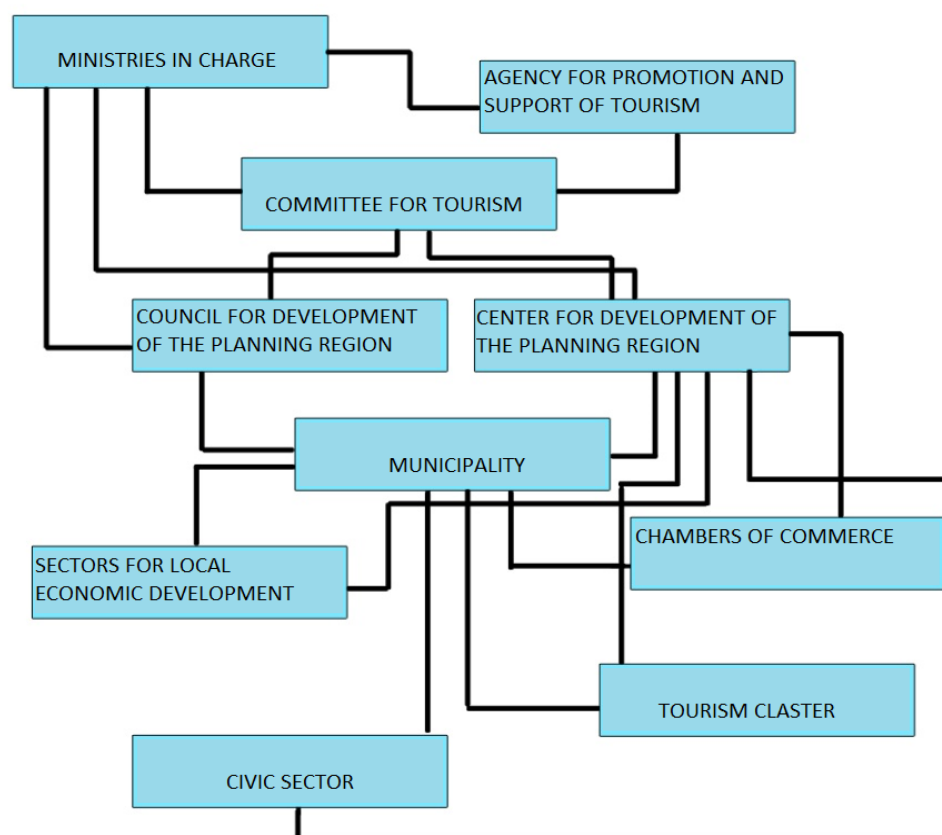 MINISTRIES IN CHARGE
AGENCY FOR PROMOTION AND
SUPPORT OF TOURISM
COMMITTEE FOR TOURISM
COUNCIL FOR DEVELOPMENT
OF THE PLANNING REGION
CENTER FOR DEVELOPMENT OF
THE PLANNING REGION
MUNICIPALITY
CHAMBERS OF COMMERCE
SECTORS FOR LOCAL
ECONOMIC DEVELOPMENT
TOURISM CLASTER
CIVIC SECTOR